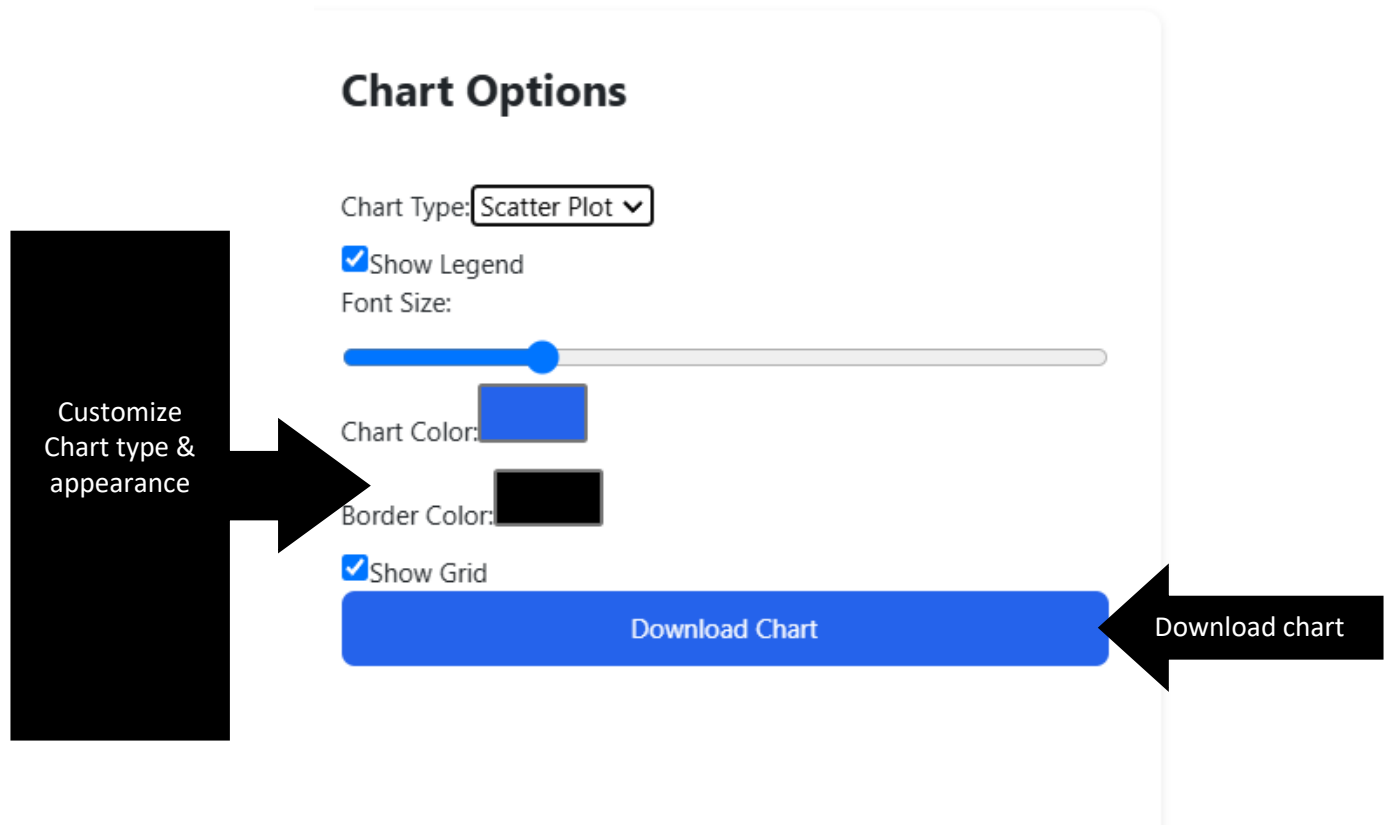 Chart Options
Chart Type: Scatter Plot
Show Legend
Font Size:
Customize
Chart type &
appearance
Chart Color:
Border Color:
Show Grid
Download Chart
Download chart